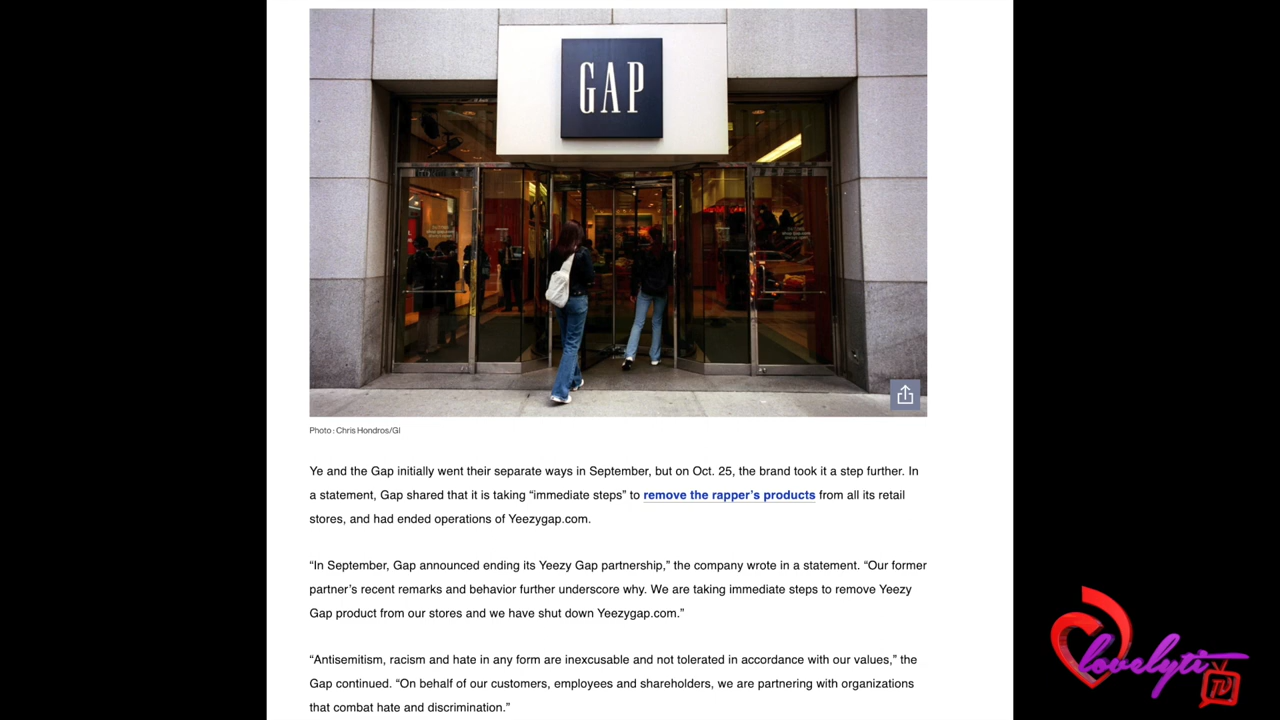 GAP
Photo: Chris Hondros/GI
Ye and the Gap initially went their separate ways in September, but on Oct. 25, the brand took it a step further. In
a statement, Gap shared that it is taking “immediate steps” to remove the rapper’s products from all its retail
stores, and had ended operations of Yeezygap.com.
“In September, Gap announced ending its Yeezy Gap partnership,” the company wrote in a statement. “Our former
partner’s recent remarks and behavior further underscore why. We are taking immediate steps to remove Yeezy
Gap product from our stores and we have shut down Yeezygap.com.”
“Antisemitism, racism and hate in any form are inexcusable and not tolerated in accordance with our values,” the
Gap continued. “On behalf of our customers, employees and shareholders, we are partnering with organizations
that combat hate and discrimination.”
lovelyti
TV